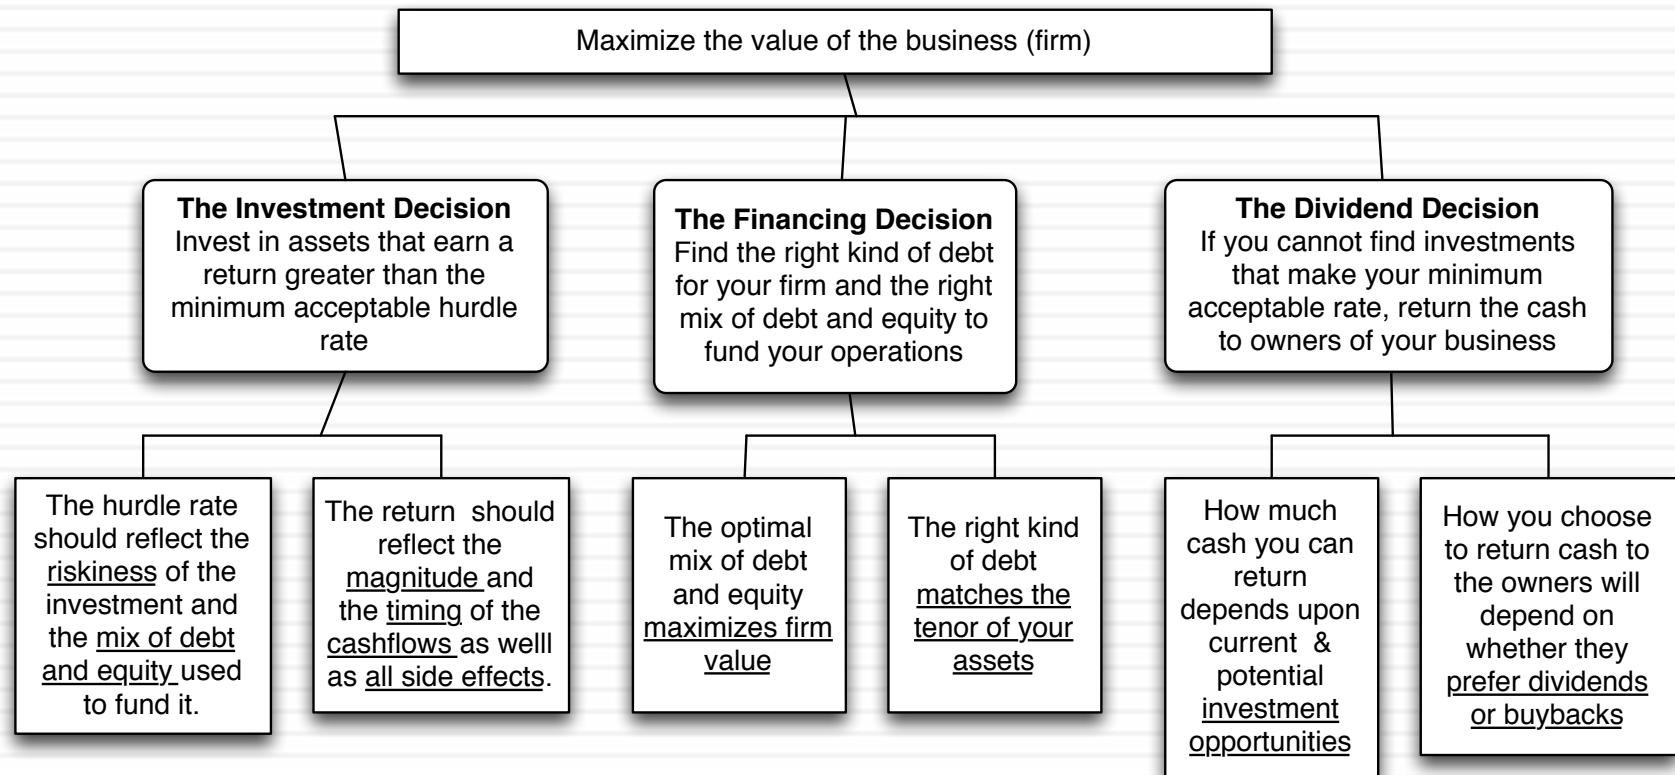 Maximize the value of the business (firm)
The Investment Decision
Invest in assets that earn a
return greater than the
minimum acceptable hurdle
rate
The Financing Decision
Find the right kind of debt
for your firm and the right
mix of debt and equity to
fund your operations
The Dividend Decision
If you cannot find investments
that make your minimum
acceptable rate, return the cash
to owners of your business
The hurdle rate
should reflect the
riskiness of the
investment and
the mix of debt
and equity used
to fund it.
The return  should
reflect the
magnitude and
the timing of the
cashflows as welll
as all side effects.
The optimal
mix of debt
and equity
maximizes firm
value
The right kind
of debt
matches the
tenor of your
assets
How much
cash you can
return
depends upon
current  &
potential
investment
opportunities
How you choose
to return cash to
the owners will
depend on
whether they
prefer dividends
or buybacks